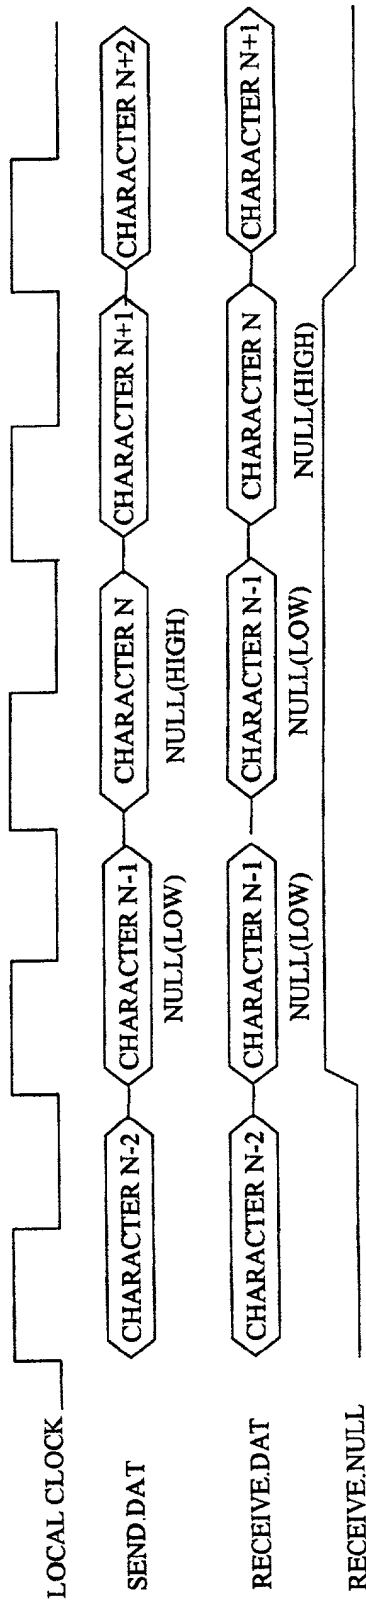 LOCAL CLOCK
SEND.DAT
CHARACTER N-2
CHARACTER N-1
CHARACTER N
CHARACTER N+1
CHARACTER N+2
NULL(LOW)
NULL(HIGH)
RECEIVE.DAT
CHARACTER N-2
CHARACTER N-1
CHARACTER N-1
CHARACTER N
CHARACTER N+1
NULL(LOW)
NULL(LOW)
NULL(HIGH)
RECEIVE.NULL